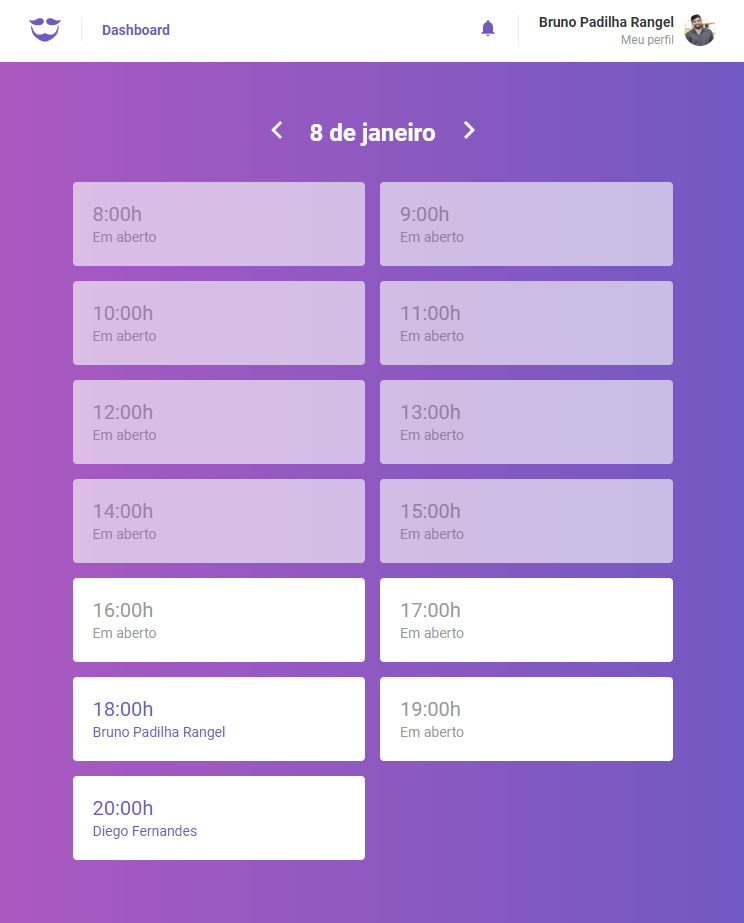 Dashboard
Bruno Padilha Rangel
Meu perfil
8 de janeiro
8:00h
Em aberto
9:00h
Em aberto
10:00h
Em aberto
11:00h
Em aberto
12:00h
Em aberto
13:00h
Em aberto
14:00h
Em aberto
15:00h
Em aberto
16:00h
Em aberto
17:00h
Em aberto
18:00h
Bruno Padilha Rangel
19:00h
Em aberto
20:00h
Diego Fernandes